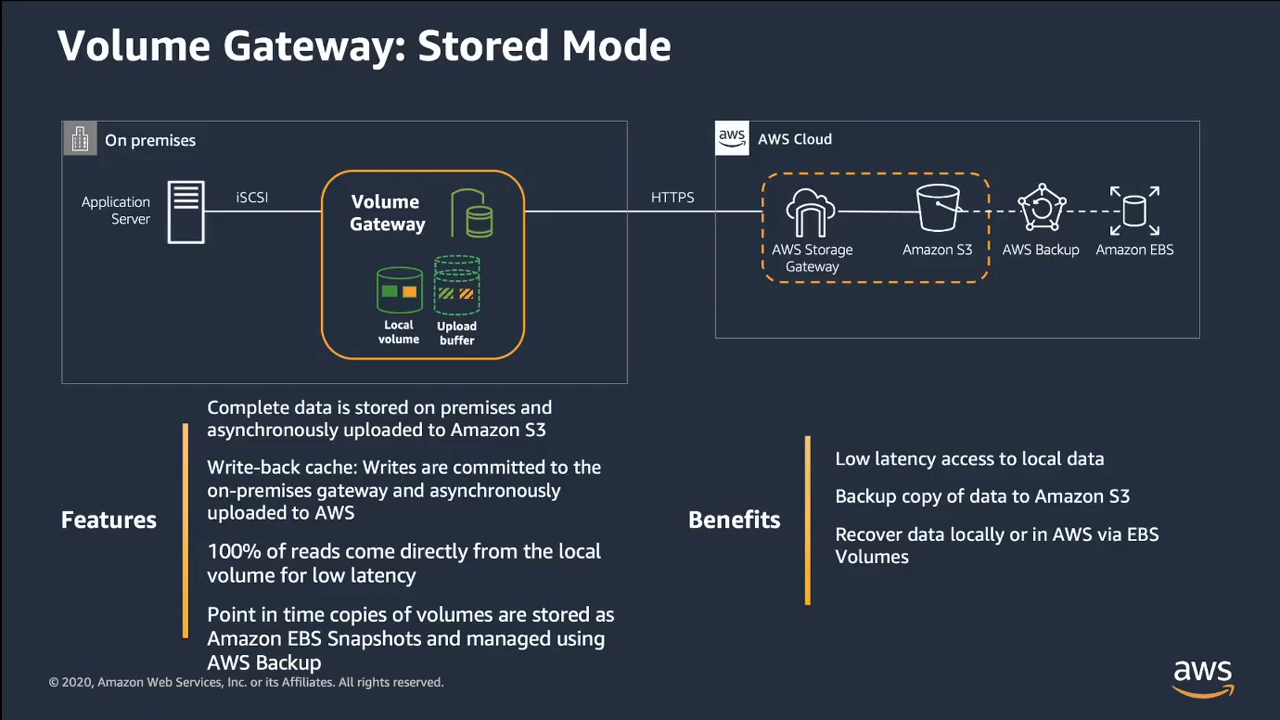 Volume Gateway: Stored Mode
On premises
Application
Server
iSCSI
Volume
Gateway
Local
volume
Upload
buffer
HTTPS
aws
AWS Cloud
AWS Storage
Gateway
Amazon S3
AWS Backup
Amazon EBS
Features
Complete data is stored on premises and
asynchronously uploaded to Amazon S3
Write-back cache: Writes are committed to the
on-premises gateway and asynchronously
uploaded to AWS
100% of reads come directly from the local
volume for low latency
Point in time copies of volumes are stored as
Amazon EBS Snapshots and managed using
AWS Backup
Benefits
Low latency access to local data
Backup copy of data to Amazon S3
Recover data locally or in AWS via EBS
Volumes
© 2020, Amazon Web Services, Inc. or its Affiliates. All rights reserved.
aws